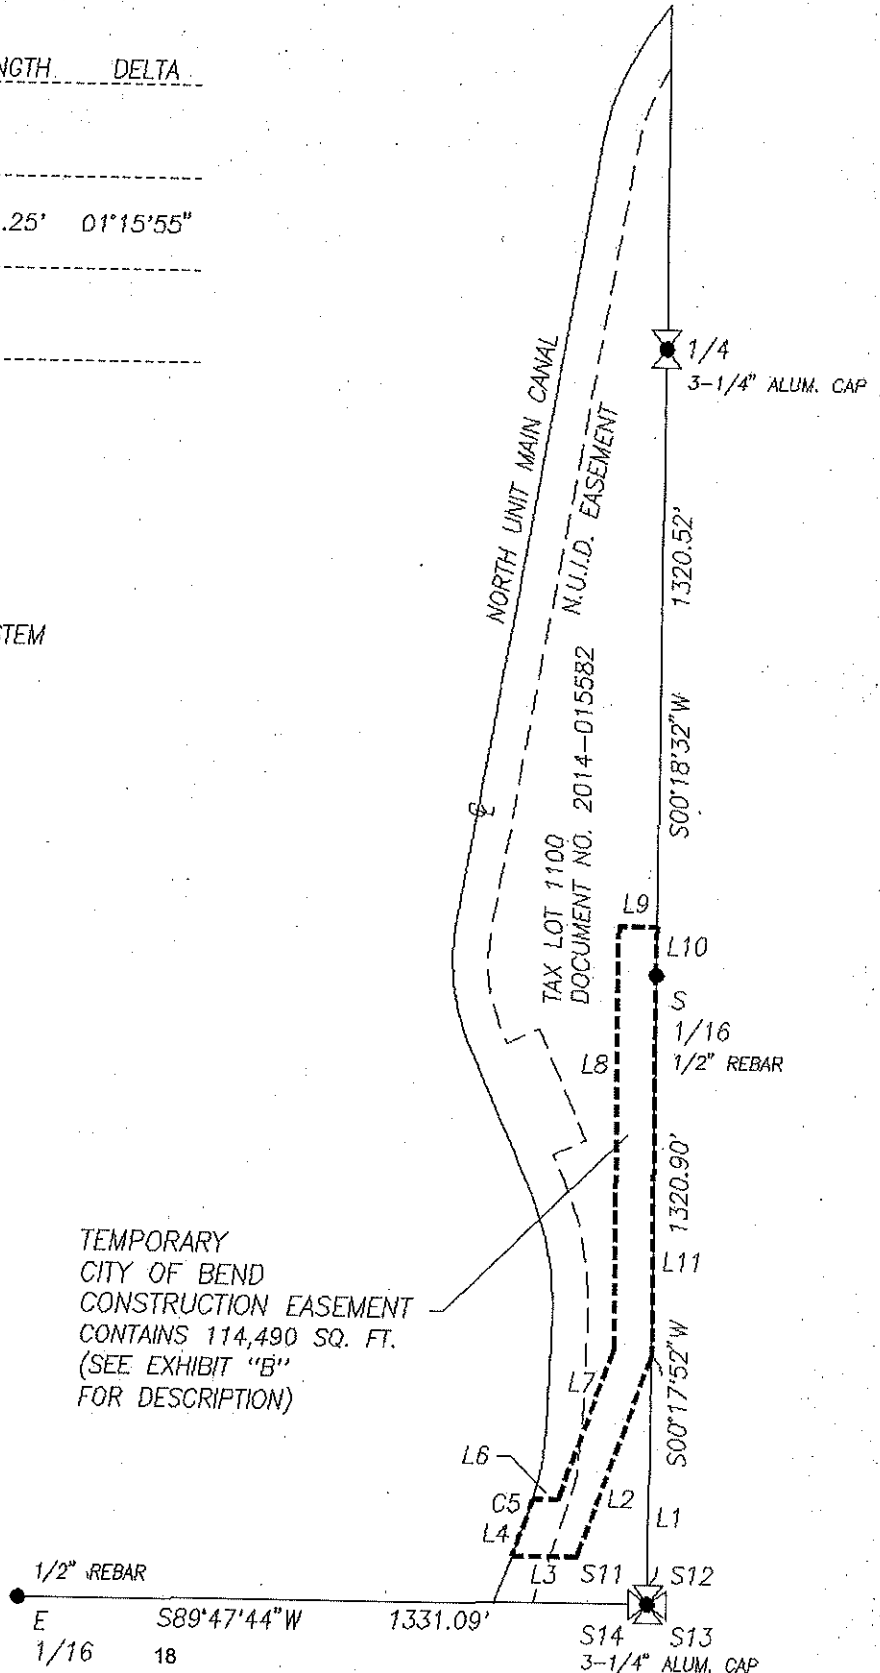 NGTH DELTA
.25' 01°15'55"
STEM
NORTH UNIT MAIN CANAL
N.U.I.D. EASEMENT
1/4
3-1/4" ALUM. CAP
1320.52'
S00°18'32"W
TAX LOT 1100
DOCUMENT NO. 2014-015582
L9
L10
S
1/16
1/2" REBAR
L8
1320.90'
L11
S00°17'52"W
TEMPORARY
CITY OF BEND
CONSTRUCTION EASEMENT
CONTAINS 114,490 SQ. FT.
(SEE EXHIBIT "B"
FOR DESCRIPTION)
L7
L6
C5
L4
L2
L1
L3
S11
S12
1/2" REBAR
E
1/16
S89°47'44"W
1331.09'
18
S14
S13
3-1/4" ALUM. CAP